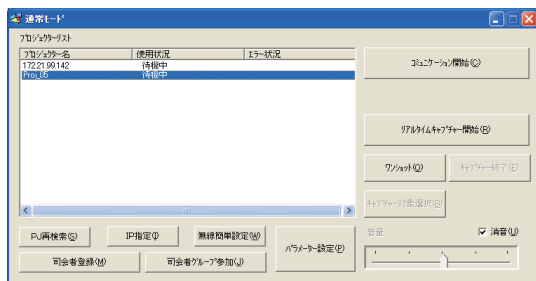 通常ﾓｰﾄﾞ
ﾌﾟﾛｼﾞｪｸﾀｰﾘｽﾄ
ﾌﾟﾛｼﾞｪｸﾀｰ名 使用状況 ｴﾗｰ状況
172.21.99.142 待機中
Proj_05 待機中
ｺﾐｭﾆｹｰｼｮﾝ開始(C)
ﾘｱﾙﾀｲﾑｷｬﾌﾟﾁｬｰ開始(R)
ﾜﾝｼｮｯﾄ(O) ｷｬﾌﾟﾁｬｰ終了(E)
ｷｬﾌﾟﾁｬｰ対象選択(B)
PJ再検索(S) IP指定(I) 無線簡単設定(W) ﾊﾟﾗﾒｰﾀｰ設定(P)
音量 消音(U)
司会者登録(M) 司会者ｸﾞﾙｰﾌﾟ参加(J)